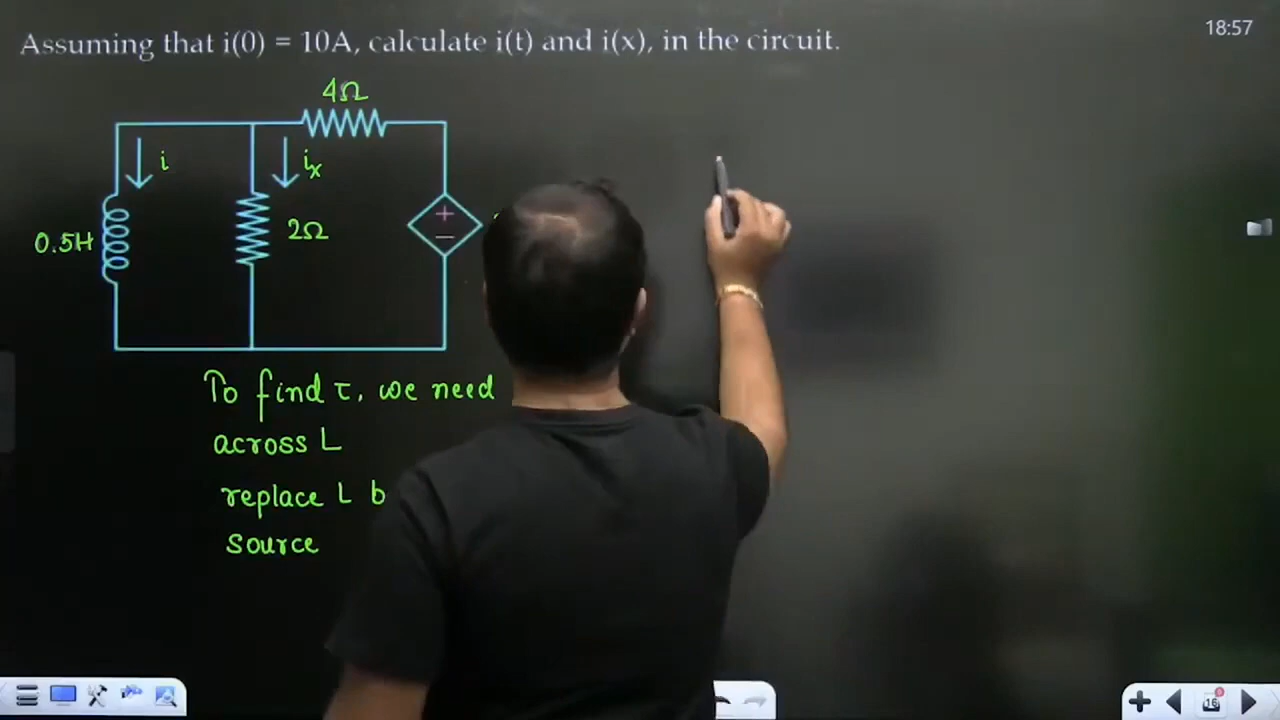 Assuming that i(0) = 10A, calculate i(t) and i(x), in the circuit.
18:57
4Ω
i
ix
0.5H
2Ω
+
−
To find τ, we need
across L
replace L b
source
16